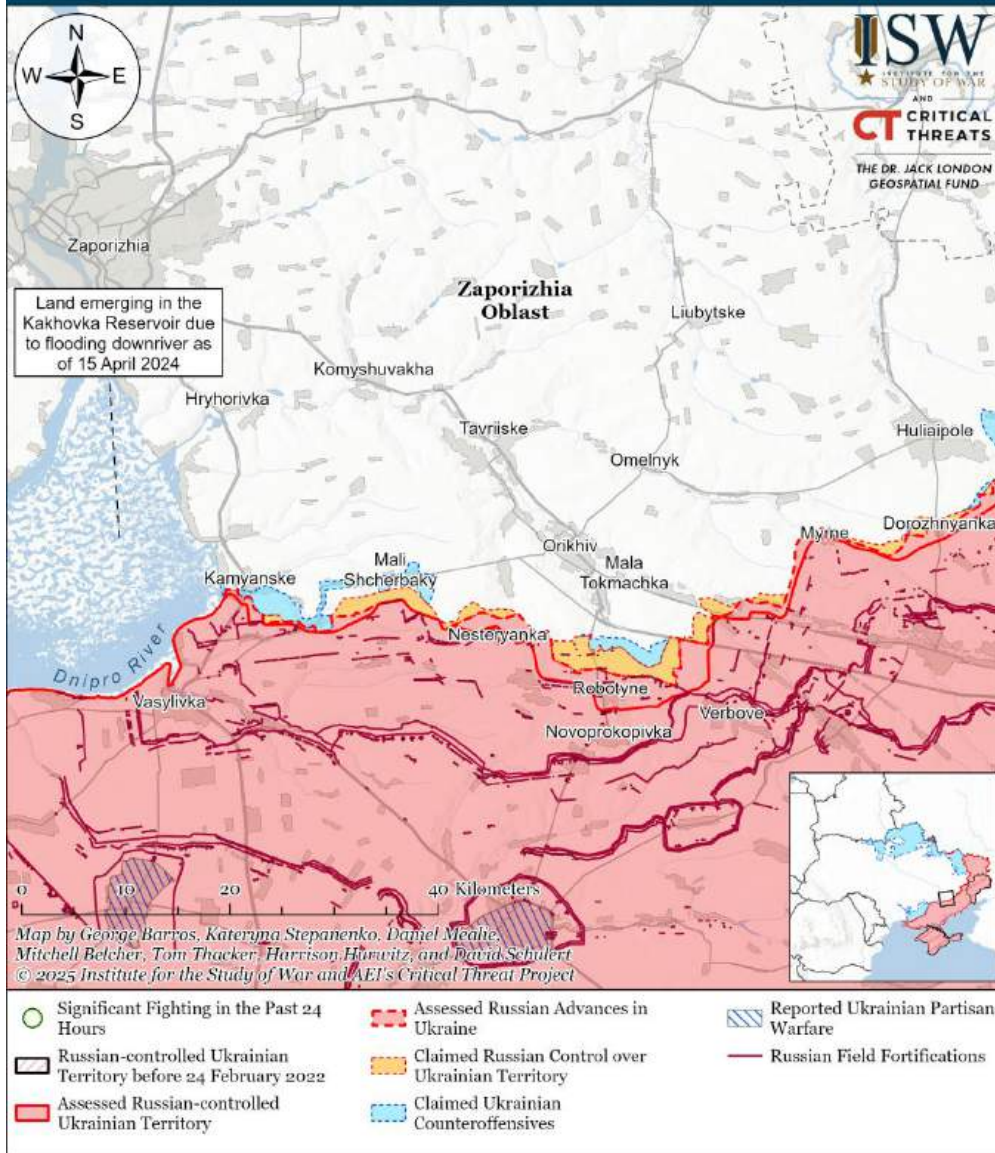 N
W
E
S
ISW
INSTITUTE FOR THE
STUDY OF WAR
AND
CT CRITICAL
THREATS
THE DR. JACK LONDON
GEOSPATIAL FUND
Zaporizhia
Land emerging in the
Kakhovka Reservoir due
to flooding downriver as
of 15 April 2024
Zaporizhia
Oblast
Liubytske
Komyshuvakha
Hryhorivka
Tavriiske
Huliaipole
Omelnyk
Dorozhnyanka
Myrne
Orikhiv
Mali
Shcherbaky
Mala
Tokmachka
Kamyanske
Nesteryanka
Dnipro River
Robotyne
Vasylivka
Verbove
Novoprokopivka
0
10
20
40 Kilometers
Map by George Barros, Kateryna Stepanenko, Daniel Mealie,
Mitchell Belcher, Tom Thacker, Harrison Hurwitz, and David Schulert
© 2025 Institute for the Study of War and AEI's Critical Threat Project
Significant Fighting in the Past 24
Hours
Russian-controlled Ukrainian
Territory before 24 February 2022
Assessed Russian-controlled
Ukrainian Territory
Assessed Russian Advances in
Ukraine
Claimed Russian Control over
Ukrainian Territory
Claimed Ukrainian
Counteroffensives
Reported Ukrainian Partisan
Warfare
Russian Field Fortifications